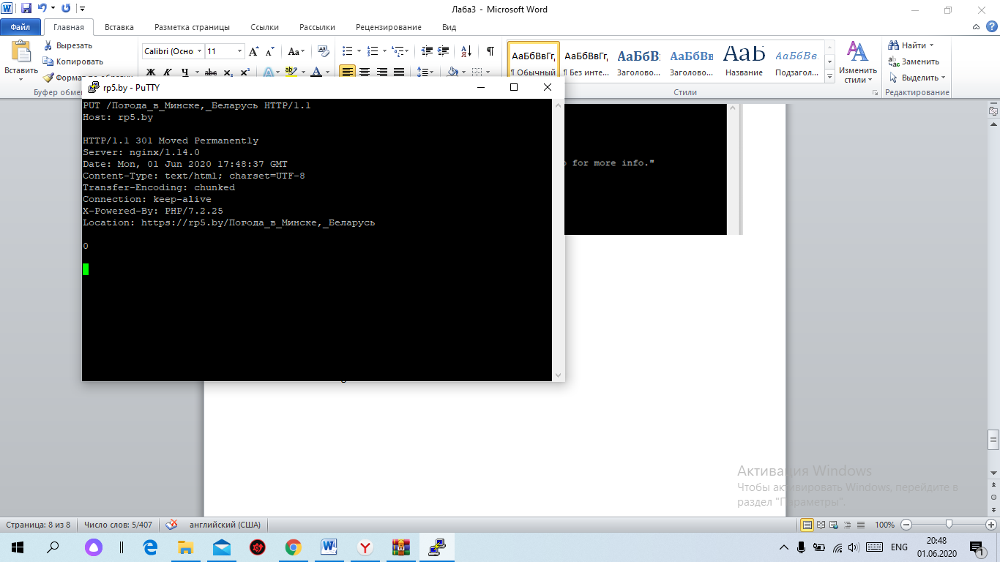 Лаба3 - Microsoft Word
Файл Главная Вставка Разметка страницы Ссылки Рассылки Рецензирование Вид
Вставить
Вырезать
Копировать
Формат по образцу
Буфер обмен
Calibri (Осно 11
Ж К Ч abc x₂ x²
АаБбВвГг, АаБбВвГг, АаБбВ АаБбВв АаБ АаБбВв.
¶ Обычный ¶ Без инте... Заголово... Заголово... Название Подзагол...
Стили
Изменить стили
Найти
Заменить
Выделить
Редактирование
rp5.by - PuTTY
PUT /Погода_в_Минске,_Беларусь HTTP/1.1
Host: rp5.by
HTTP/1.1 301 Moved Permanently
Server: nginx/1.14.0
Date: Mon, 01 Jun 2020 17:48:37 GMT
Content-Type: text/html; charset=UTF-8
Transfer-Encoding: chunked
Connection: keep-alive
X-Powered-By: PHP/7.2.25
Location: https://rp5.by/Погода_в_Минске,_Беларусь
0
for more info."
Активация Windows
Чтобы активировать Windows, перейдите в
раздел "Параметры".
Страница: 8 из 8 Число слов: 5/407 английский (США) 100%
ENG 20:48
01.06.2020